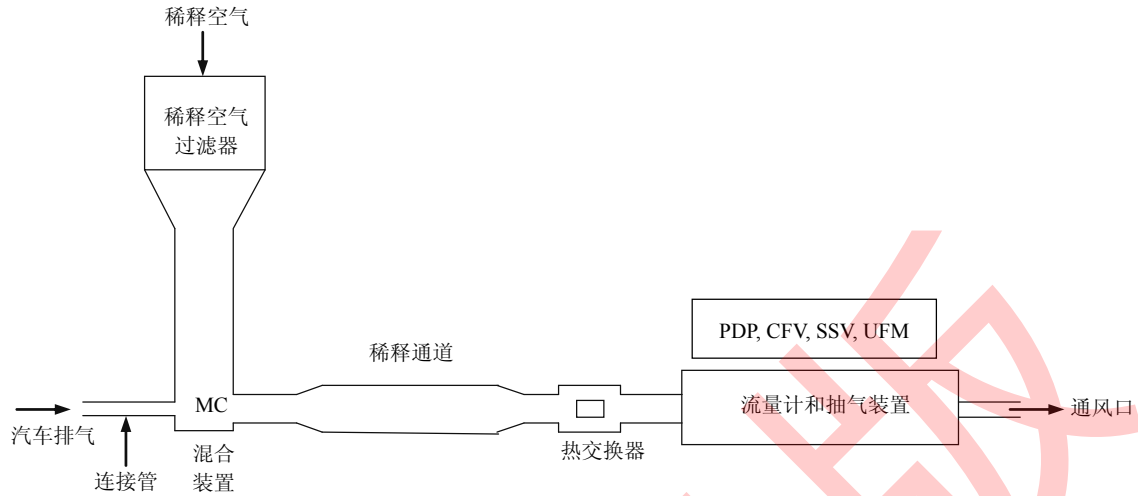 稀释空气
稀释空气
过滤器
PDP, CFV, SSV, UFM
稀释通道
MC
流量计和抽气装置
通风口
汽车排气
混合
装置
热交换器
连接管
版